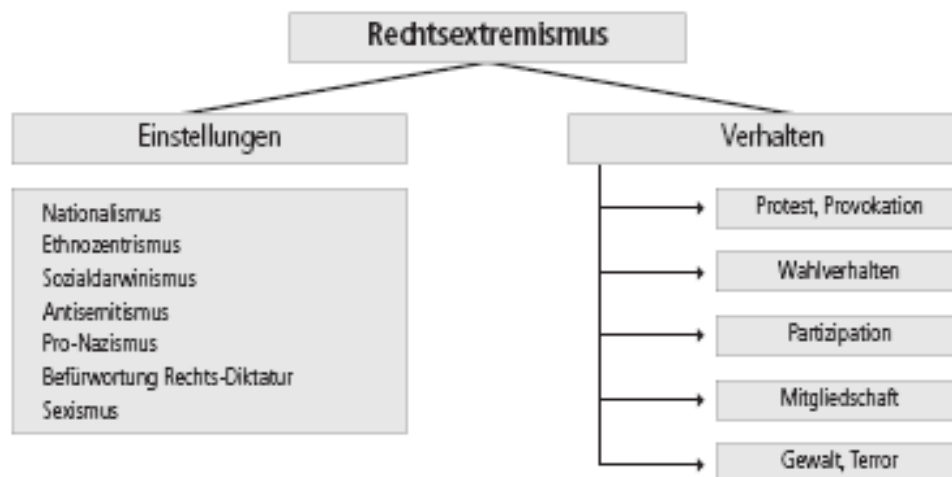 Rechtsextremismus
Einstellungen
Nationalismus
Ethnozentrismus
Sozialdarwinismus
Antisemitismus
Pro-Nazismus
Befürwortung Rechts-Diktatur
Sexismus
Verhalten
Protest, Provokation
Wahlverhalten
Partizipation
Mitgliedschaft
Gewalt, Terror